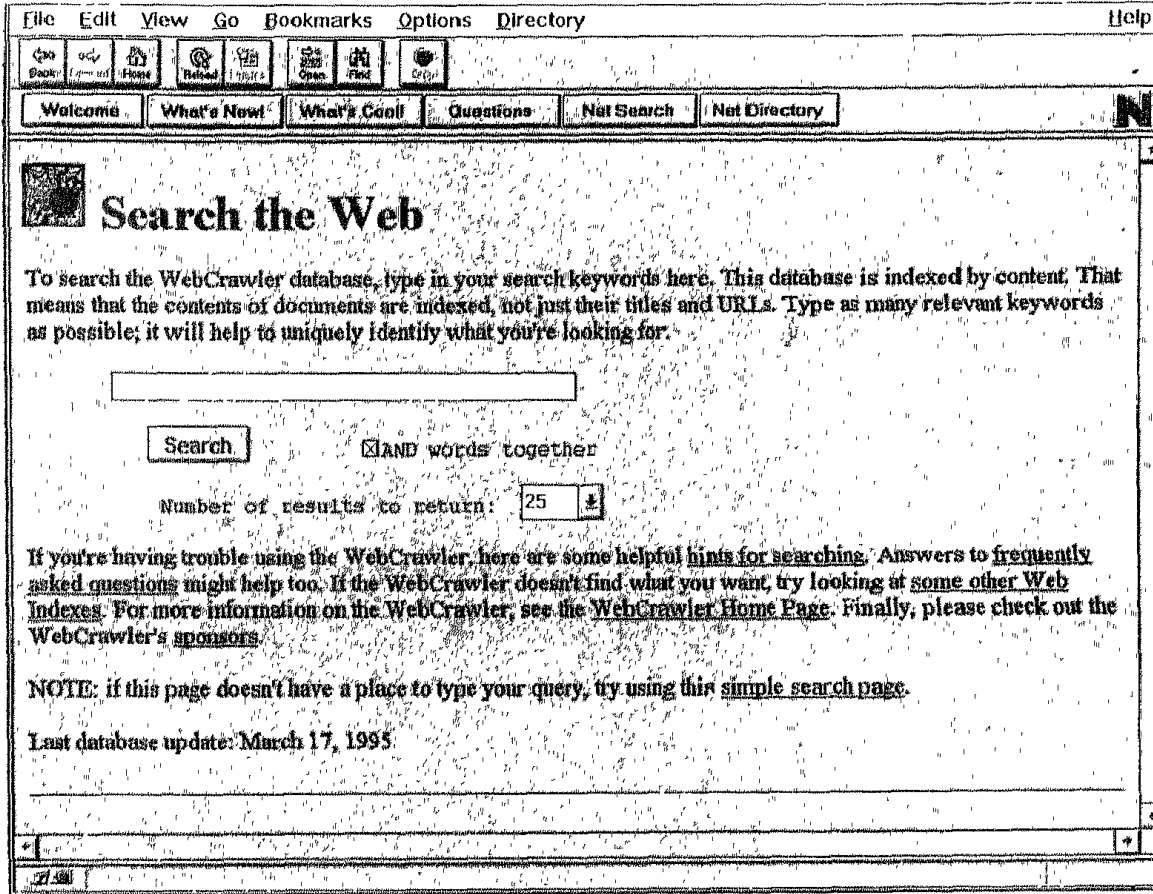 File Edit View Go Bookmarks Options Directory Help
Back Home Reload Open Find
Welcome What's New! What's Cool! Questions Net Search Net Directory
N
Search the Web
To search the WebCrawler database, type in your search keywords here. This database is indexed by content. That
means that the contents of documents are indexed, not just their titles and URLs. Type as many relevant keywords
as possible; it will help to uniquely identify what you're looking for.
Search AND words together
Number of results to return: 25
If you're having trouble using the WebCrawler, here are some helpful hints for searching. Answers to frequently
asked questions might help too. If the WebCrawler doesn't find what you want, try looking at some other Web
Indexes. For more information on the WebCrawler, see the WebCrawler Home Page. Finally, please check out the
WebCrawler's sponsors.
NOTE: if this page doesn't have a place to type your query, try using this simple search page.
Last database update: March 17, 1995